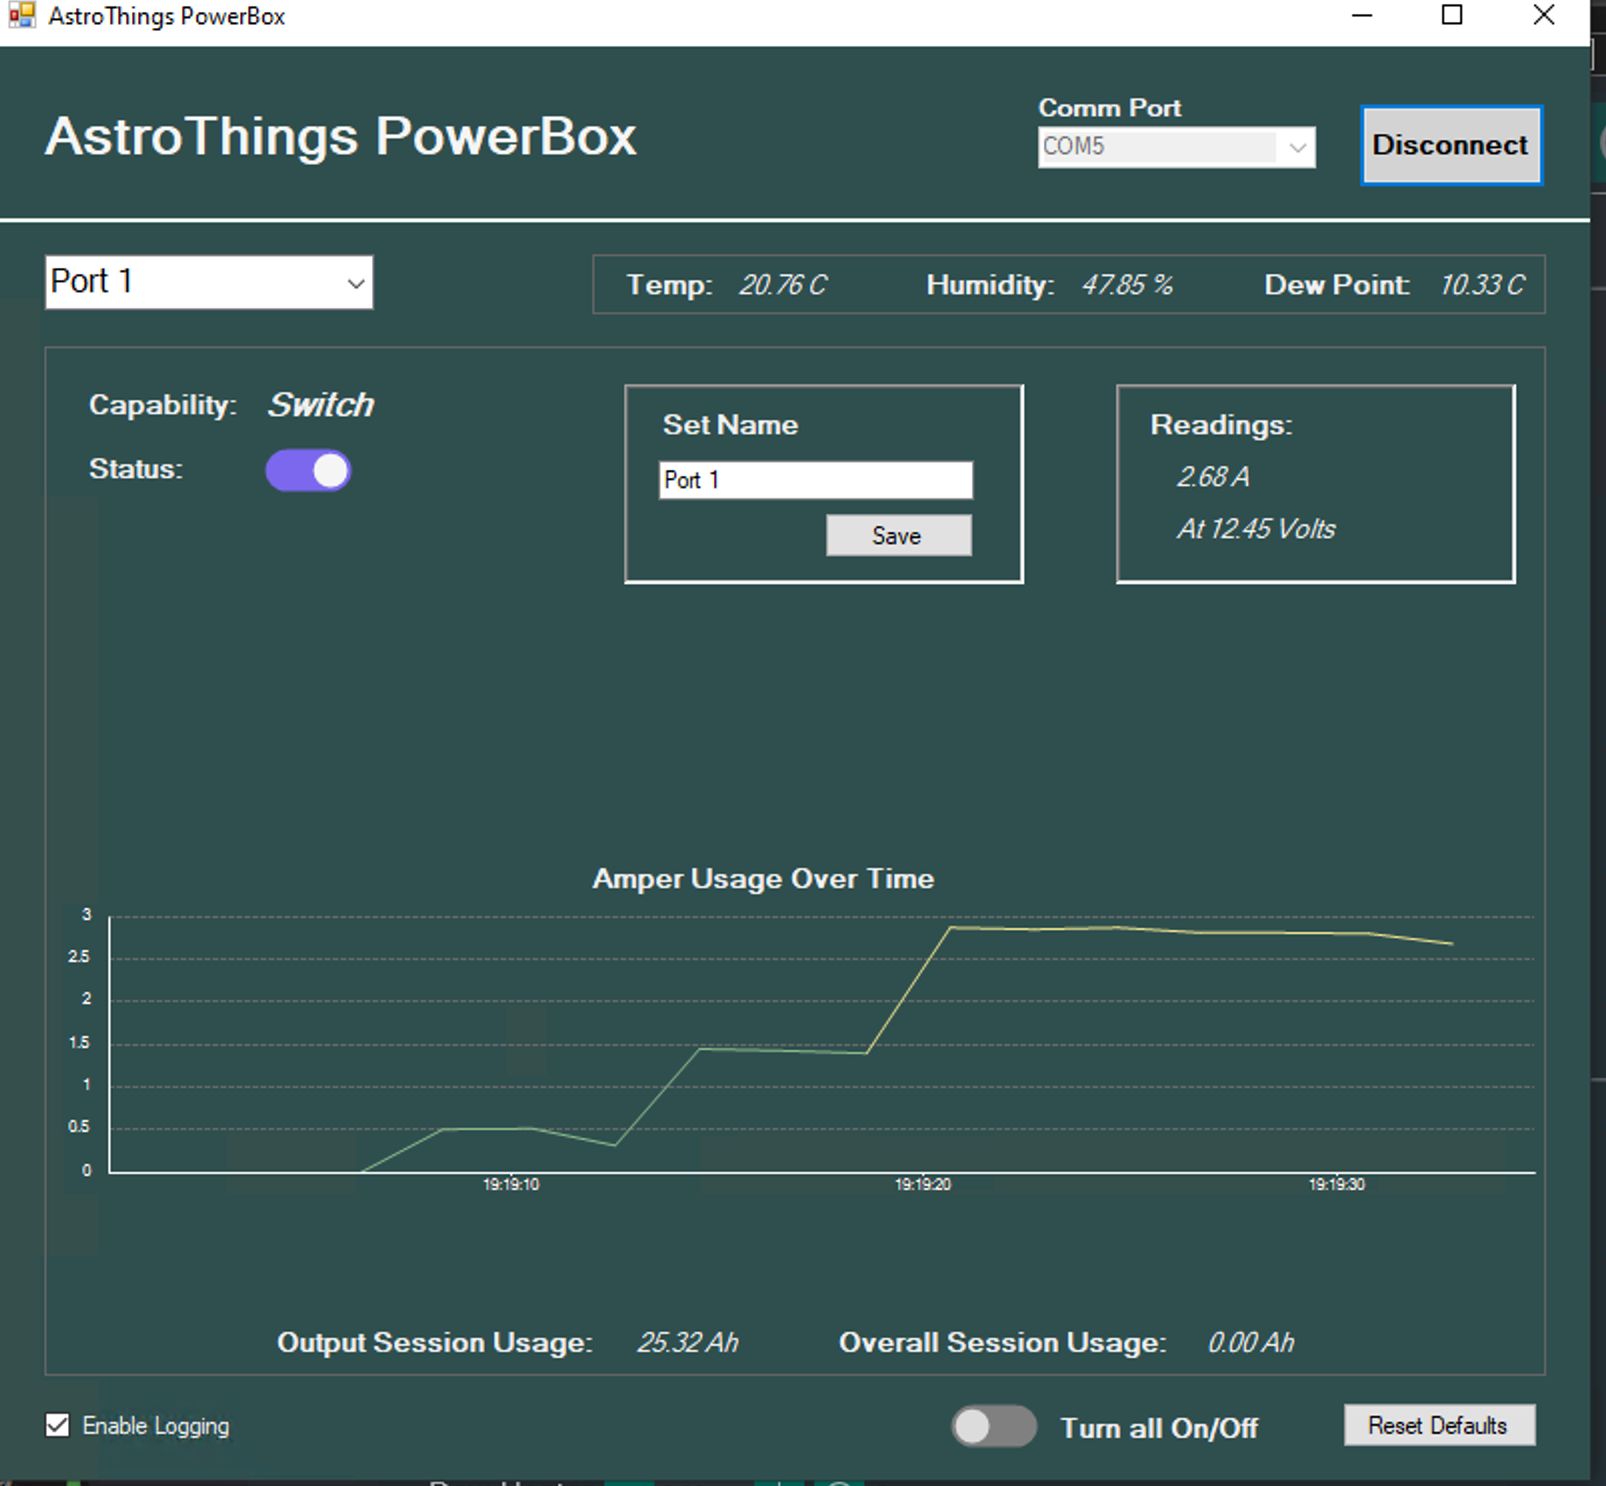 AstroThings PowerBox
AstroThings PowerBox
Comm Port
COM5
Disconnect
Port 1
Temp: 20.76 C Humidity: 47.85 % Dew Point: 10.33 C
Capability: Switch
Status:
Set Name
Port 1
Save
Readings:
2.68 A
At 12.45 Volts
Amper Usage Over Time
3
2.5
2
1.5
1
0.5
0
19:19:10 19:19:20 19:19:30
Output Session Usage: 25.32 Ah Overall Session Usage: 0.00 Ah
Enable Logging
Turn all On/Off
Reset Defaults